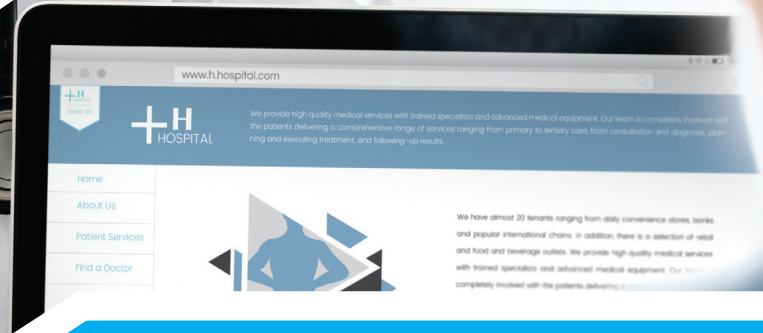 www.h.hospital.com
H
HOSPITAL
Good life
H
HOSPITAL
We provide high quality medical services with trained specialists and advanced medical equipment. Our team is completely involved with
the patients delivering a comprehensive range of services ranging from primary to tertiary care, from consultation and diagnosis, plan-
ning and executing treatment, and following-up results.
Home
About Us
Patient Services
Find a Doctor
We have almost 20 tenants ranging from daily convenience stores, banks
and popular international chains. In addition, there is a selection of retail
and food and beverage outlets. We provide high quality medical services
with trained specialists and advanced medical equipment. Our
completely involved with the patients delivering a